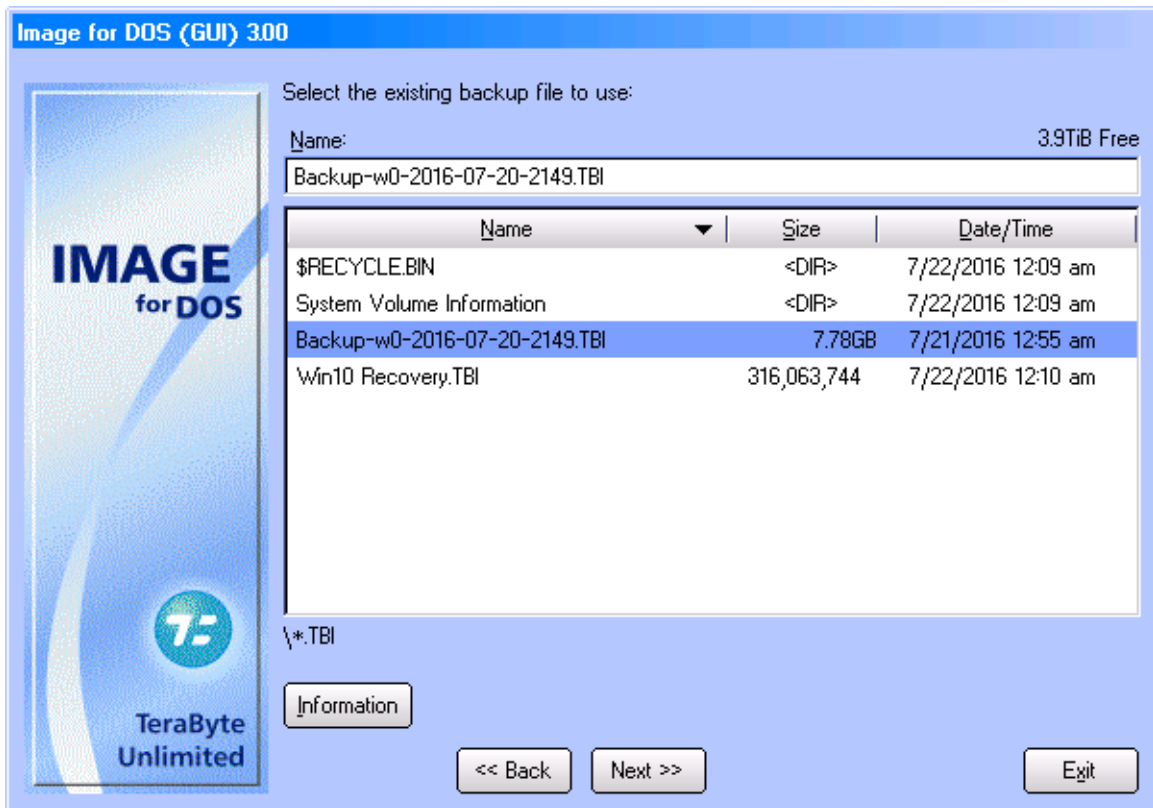 Image for DOS (GUI) 3.00
IMAGE
for DOS
TeraByte
Unlimited
Select the existing backup file to use:
Name: 3.9TiB Free
Backup-w0-2016-07-20-2149.TBI
Name Size Date/Time
$RECYCLE.BIN <DIR> 7/22/2016 12:09 am
System Volume Information <DIR> 7/22/2016 12:09 am
Backup-w0-2016-07-20-2149.TBI 7.78GB 7/21/2016 12:55 am
Win10 Recovery.TBI 316,063,744 7/22/2016 12:10 am
\*.TBI
Information
<< Back Next >> Exit